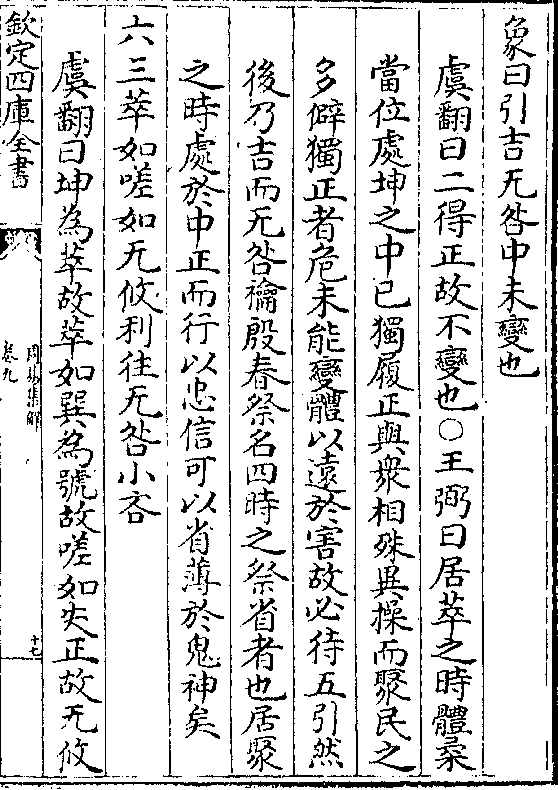 象曰引吉无咎中未變也
虞翻曰二得正故不變也○王弼曰居萃之時體柔
當位處坤之中已獨履正與衆相殊異操而聚民之
多僻獨正者危未能變體以遠於害故必待五引然
後乃吉而无咎禴殷春祭名四時之祭省者也居聚
之時處於中正而行以忠信可以省薄於鬼神矣
六三萃如嗟如无攸利往无咎小吝
虞翻曰坤為萃故萃如巽為號故嗟如失正故无攸
欽定四庫全書
周易集解
卷九
十七